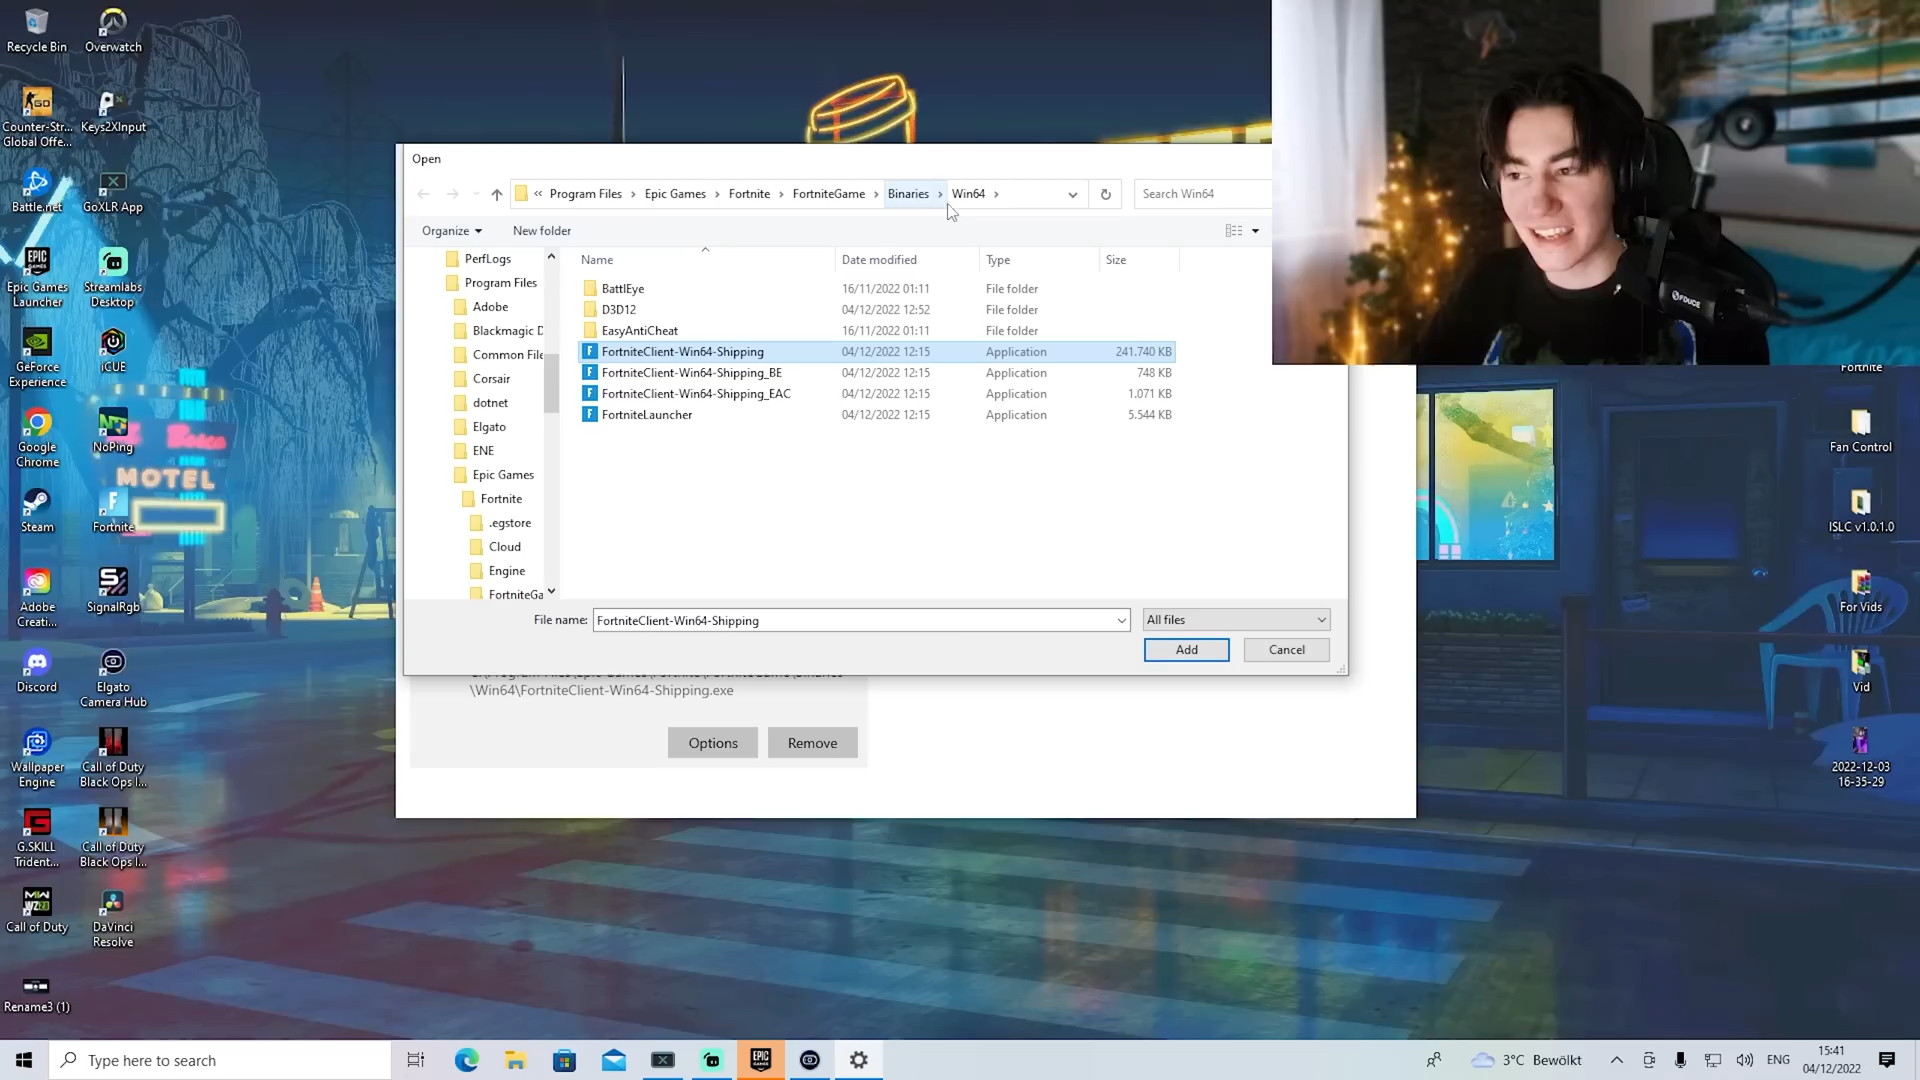 Recycle Bin
Overwatch
Counter-Str...
Global Offe...
Keys2XInput
Battle.net
GoXLR App
Epic Games
Launcher
Streamlabs
Desktop
GeForce
Experience
iCUE
Google
Chrome
NoPing
Steam
Fortnite
Adobe
Creati...
SignalRgb
Discord
Elgato
Camera Hub
Wallpaper
Engine
Call of Duty
Black Ops I...
G.SKILL
Trident...
Call of Duty
Black Ops I...
Call of Duty
DaVinci
Resolve
Rename3 (1)
MOTEL
Open
« Program Files › Epic Games › Fortnite › FortniteGame › Binaries › Win64 ›
Search Win64
Organize
New folder
PerfLogs
Program Files
Adobe
Blackmagic D
Common File
Corsair
dotnet
Elgato
ENE
Epic Games
Fortnite
.egstore
Cloud
Engine
FortniteGa
Name Date modified Type Size
BattlEye 16/11/2022 01:11 File folder
D3D12 04/12/2022 12:52 File folder
EasyAntiCheat 16/11/2022 01:11 File folder
FortniteClient-Win64-Shipping 04/12/2022 12:15 Application 241.740 KB
FortniteClient-Win64-Shipping_BE 04/12/2022 12:15 Application 748 KB
FortniteClient-Win64-Shipping_EAC 04/12/2022 12:15 Application 1.071 KB
FortniteLauncher 04/12/2022 12:15 Application 5.544 KB
File name: FortniteClient-Win64-Shipping
All files
Add
Cancel
\Win64\FortniteClient-Win64-Shipping.exe
Options
Remove
FDUCE
Fortnite
Fan Control
ISLC v1.0.1.0
For Vids
Vid
2022-12-03
16-35-29
Type here to search
EPIC
GAMES
3°C Bewölkt
ENG
15:41
04/12/2022